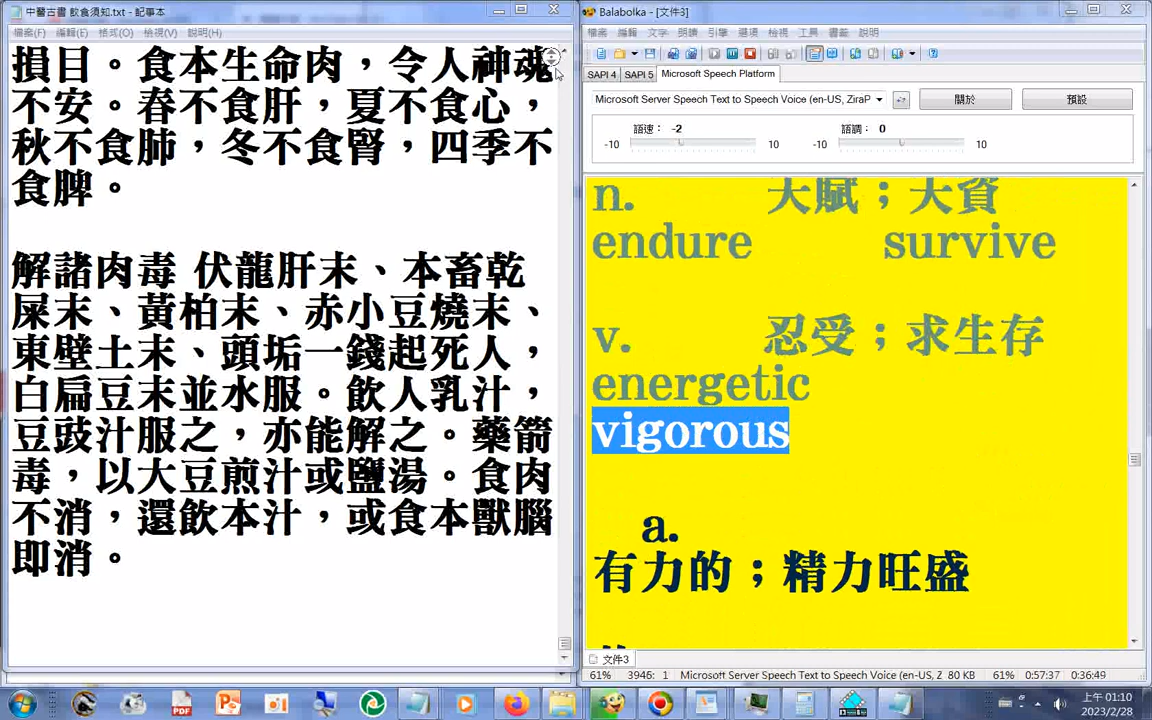 中醫古書 飲食須知.txt - 記事本
檔案(F) 編輯(E) 格式(O) 檢視(V) 說明(H)
損目。食本生命肉，令人神魂
不安。春不食肝，夏不食心，
秋不食肺，冬不食腎，四季不
食脾。
解諸肉毒 伏龍肝末、本畜乾
屎末、黃柏末、赤小豆燒末、
東壁土末、頭垢一錢起死人，
白扁豆末並水服。飲人乳汁，
豆豉汁服之，亦能解之。藥箭
毒，以大豆煎汁或鹽湯。食肉
不消，還飲本汁，或食本獸腦
即消。
Balabolka - [文件3]
檔案 編輯 文字 朗讀 引擎 選項 檢視 工具 書籤 說明
SAPI 4 SAPI 5 Microsoft Speech Platform
Microsoft Server Speech Text to Speech Voice (en-US, ZiraP
關於 預設
語速： -2 語調： 0
-10 10 -10 10
n. 天賦；天資
endure survive
v. 忍受；求生存
energetic
vigorous
a.
有力的；精力旺盛
文件3
61% 3946: 1 Microsoft Server Speech Text to Speech Voice (en-US, Z 80 KB 61% 0:57:37 0:36:49
上午 01:10
2023/2/28